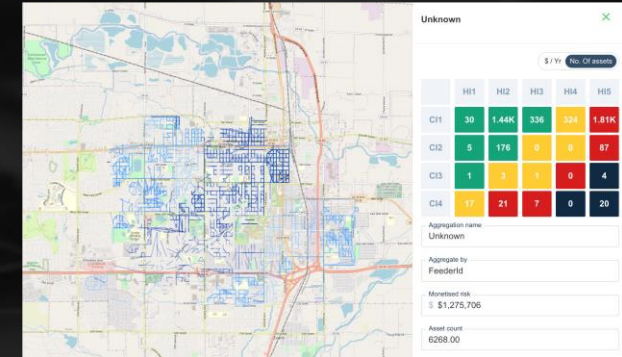 Unknown
$ / Yr No. Of assets
HI1 HI2 HI3 HI4 HI5
CI1 30 1.44K 336 324 1.81K
CI2 5 176 0 0 87
CI3 1 3 1 0 4
CI4 17 21 7 0 20
Aggregation name
Unknown
Aggregate by
FeederId
Monetised risk
$ $1,275,706
Asset count
6268.00